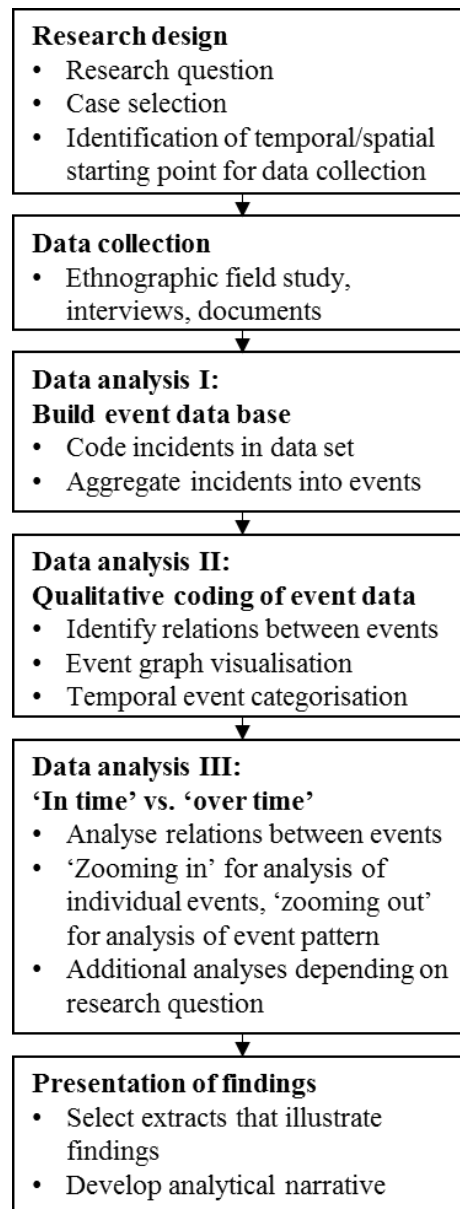 Research design
• Research question
• Case selection
• Identification of temporal/spatial
starting point for data collection
Data collection
• Ethnographic field study,
interviews, documents
Data analysis I:
Build event data base
• Code incidents in data set
• Aggregate incidents into events
Data analysis II:
Qualitative coding of event data
• Identify relations between events
• Event graph visualisation
• Temporal event categorisation
Data analysis III:
‘In time’ vs. ‘over time’
• Analyse relations between events
• ‘Zooming in’ for analysis of
individual events, ‘zooming out’
for analysis of event pattern
• Additional analyses depending on
research question
Presentation of findings
• Select extracts that illustrate
findings
• Develop analytical narrative